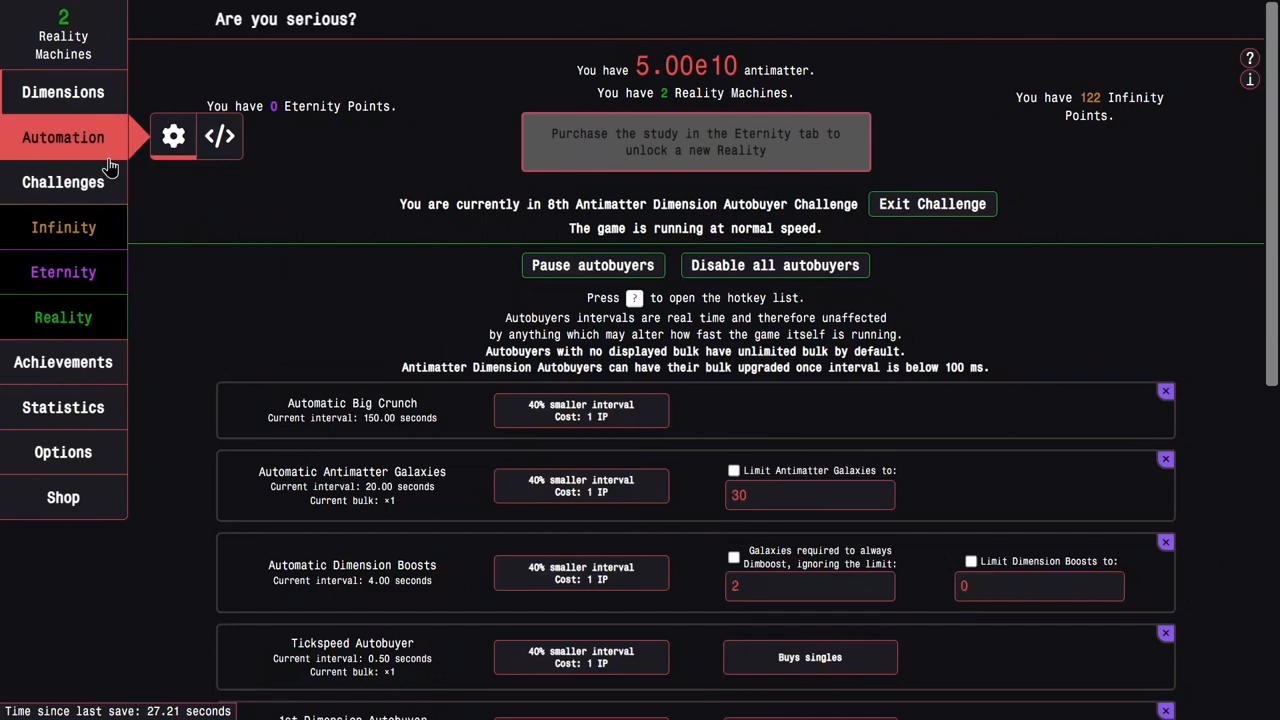 2
Reality
Machines
Dimensions
Automation
Challenges
Infinity
Eternity
Reality
Achievements
Statistics
Options
Shop
Are you serious?
You have 0 Eternity Points.
You have 5.00e10 antimatter.
You have 2 Reality Machines.
Purchase the study in the Eternity tab to
unlock a new Reality
You have 122 Infinity
Points.
?
i
</>
You are currently in 8th Antimatter Dimension Autobuyer Challenge
Exit Challenge
The game is running at normal speed.
Pause autobuyers
Disable all autobuyers
Press ? to open the hotkey list.
Autobuyers intervals are real time and therefore unaffected
by anything which may alter how fast the game itself is running.
Autobuyers with no displayed bulk have unlimited bulk by default.
Antimatter Dimension Autobuyers can have their bulk upgraded once interval is below 100 ms.
Automatic Big Crunch
Current interval: 150.00 seconds
40% smaller interval
Cost: 1 IP
Automatic Antimatter Galaxies
Current interval: 20.00 seconds
Current bulk: ×1
40% smaller interval
Cost: 1 IP
Limit Antimatter Galaxies to:
30
Automatic Dimension Boosts
Current interval: 4.00 seconds
40% smaller interval
Cost: 1 IP
Galaxies required to always
Dimboost, ignoring the limit:
2
Limit Dimension Boosts to:
0
Tickspeed Autobuyer
Current interval: 0.50 seconds
Current bulk: ×1
40% smaller interval
Cost: 1 IP
Buys singles
1st Dimension Autobuyer
Time since last save: 27.21 seconds